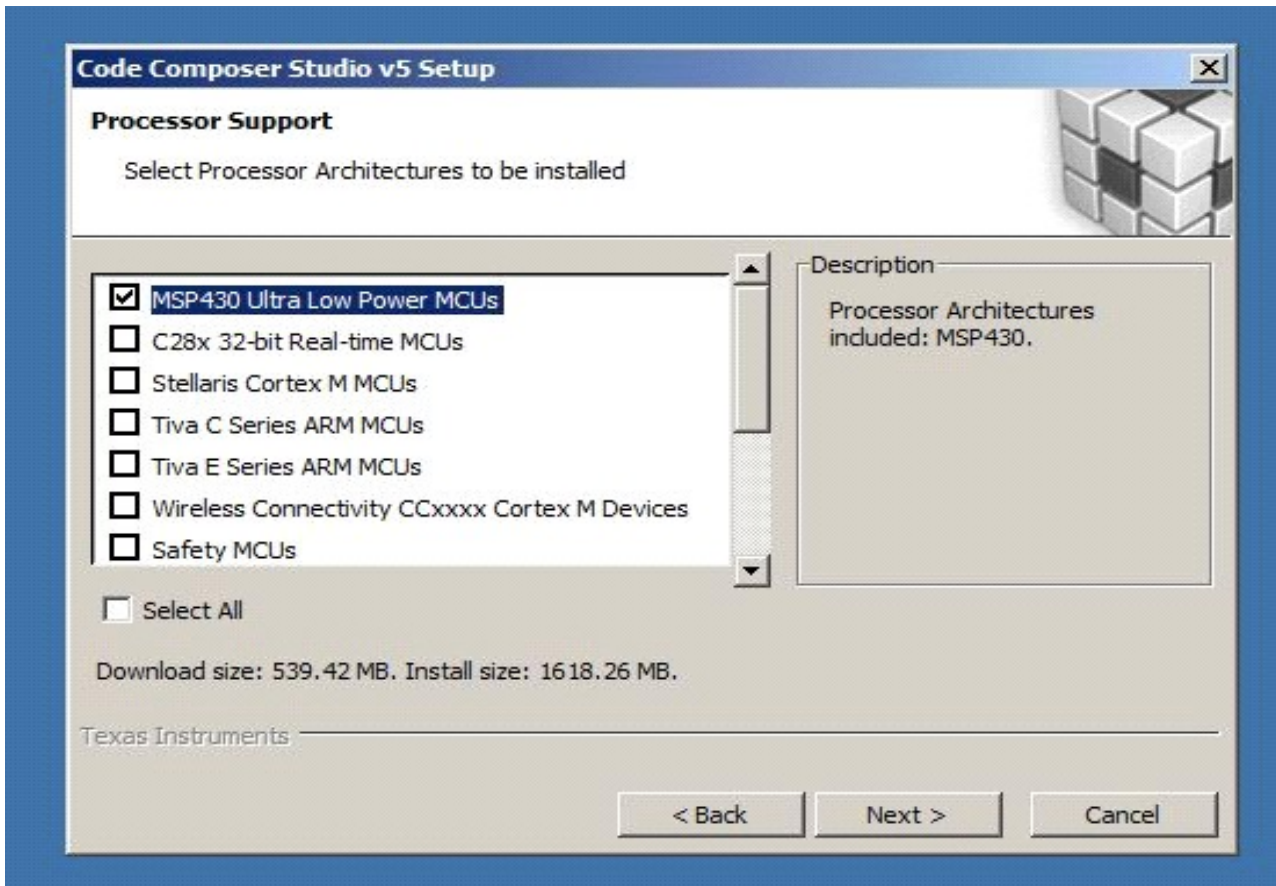 Code Composer Studio v5 Setup
Processor Support
Select Processor Architectures to be installed
MSP430 Ultra Low Power MCUs
C28x 32-bit Real-time MCUs
Stellaris Cortex M MCUs
Tiva C Series ARM MCUs
Tiva E Series ARM MCUs
Wireless Connectivity CCxxxx Cortex M Devices
Safety MCUs
Description
Processor Architectures
included: MSP430.
Select All
Download size: 539.42 MB. Install size: 1618.26 MB.
Texas Instruments
< Back
Next >
Cancel